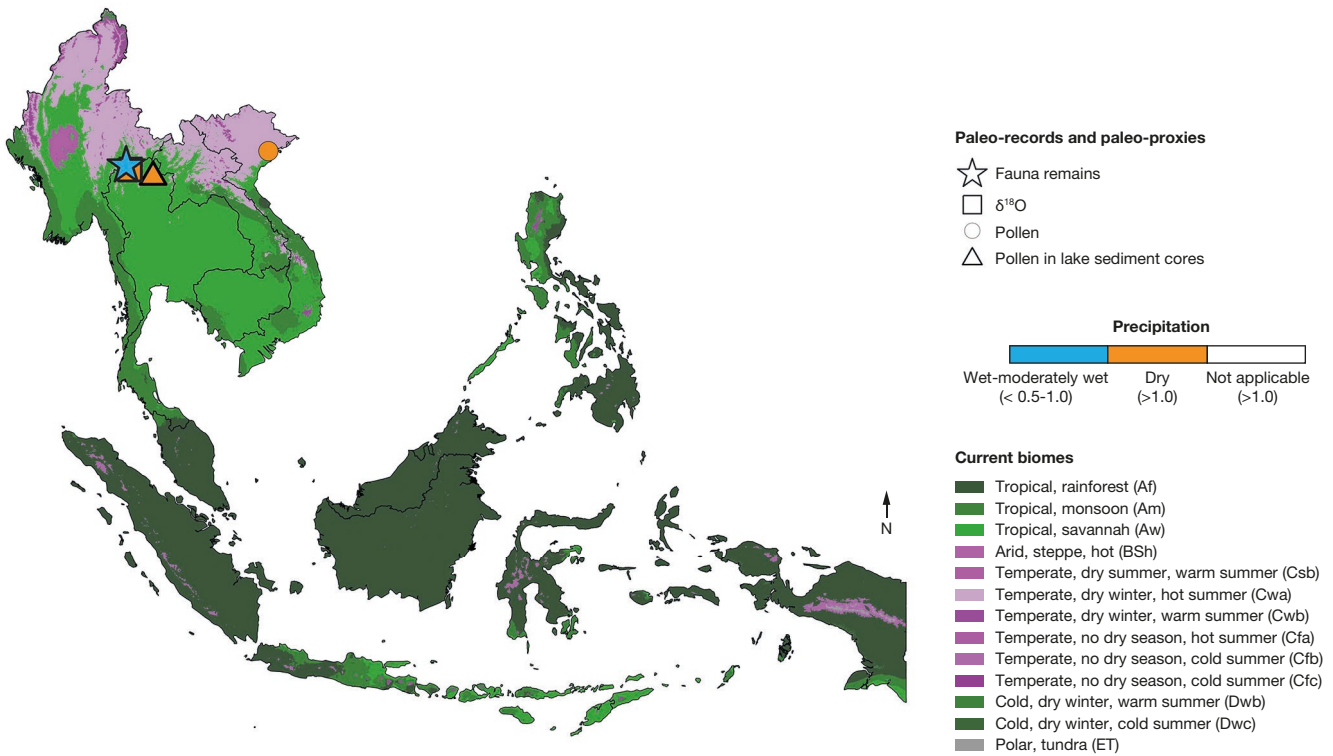 Paleo-records and paleo-proxies
Fauna remains
δ¹⁸O
Pollen
Pollen in lake sediment cores
Precipitation
Wet-moderately wet
(< 0.5-1.0)
Dry
(>1.0)
Not applicable
(>1.0)
N
Current biomes
Tropical, rainforest (Af)
Tropical, monsoon (Am)
Tropical, savannah (Aw)
Arid, steppe, hot (BSh)
Temperate, dry summer, warm summer (Csb)
Temperate, dry winter, hot summer (Cwa)
Temperate, dry winter, warm summer (Cwb)
Temperate, no dry season, hot summer (Cfa)
Temperate, no dry season, cold summer (Cfb)
Temperate, no dry season, cold summer (Cfc)
Cold, dry winter, warm summer (Dwb)
Cold, dry winter, cold summer (Dwc)
Polar, tundra (ET)